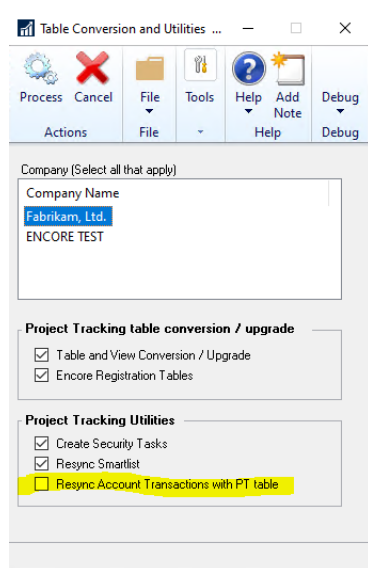 Table Conversion and Utilities ...
Process Cancel File Tools Help Add Note Debug
Actions File Help Debug
Company (Select all that apply)
Company Name
Fabrikam, Ltd.
ENCORE TEST
Project Tracking table conversion / upgrade
Table and View Conversion / Upgrade
Encore Registration Tables
Project Tracking Utilities
Create Security Tasks
Resync Smartlist
Resync Account Transactions with PT table